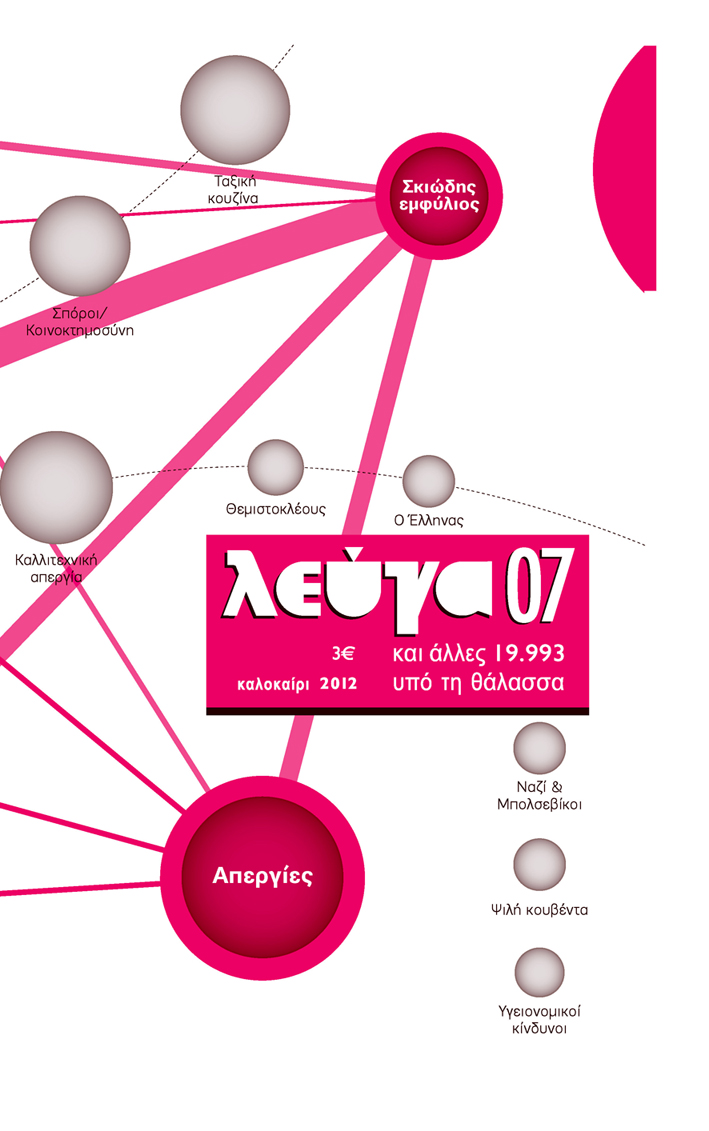 Ταξική
κουζίνα
Σκιώδης
εμφύλιος
Σπόροι/
Κοινοκτημοσύνη
Θεμιστοκλέους
Ο Έλληνας
Καλλιτεχνική
απεργία
λεύγα 07
3€
και άλλες 19.993
καλοκαίρι 2012
υπό τη θάλασσα
Ναζί &
Μπολσεβίκοι
Απεργίες
Ψιλή κουβέντα
Υγειονομικοί
κίνδυνοι